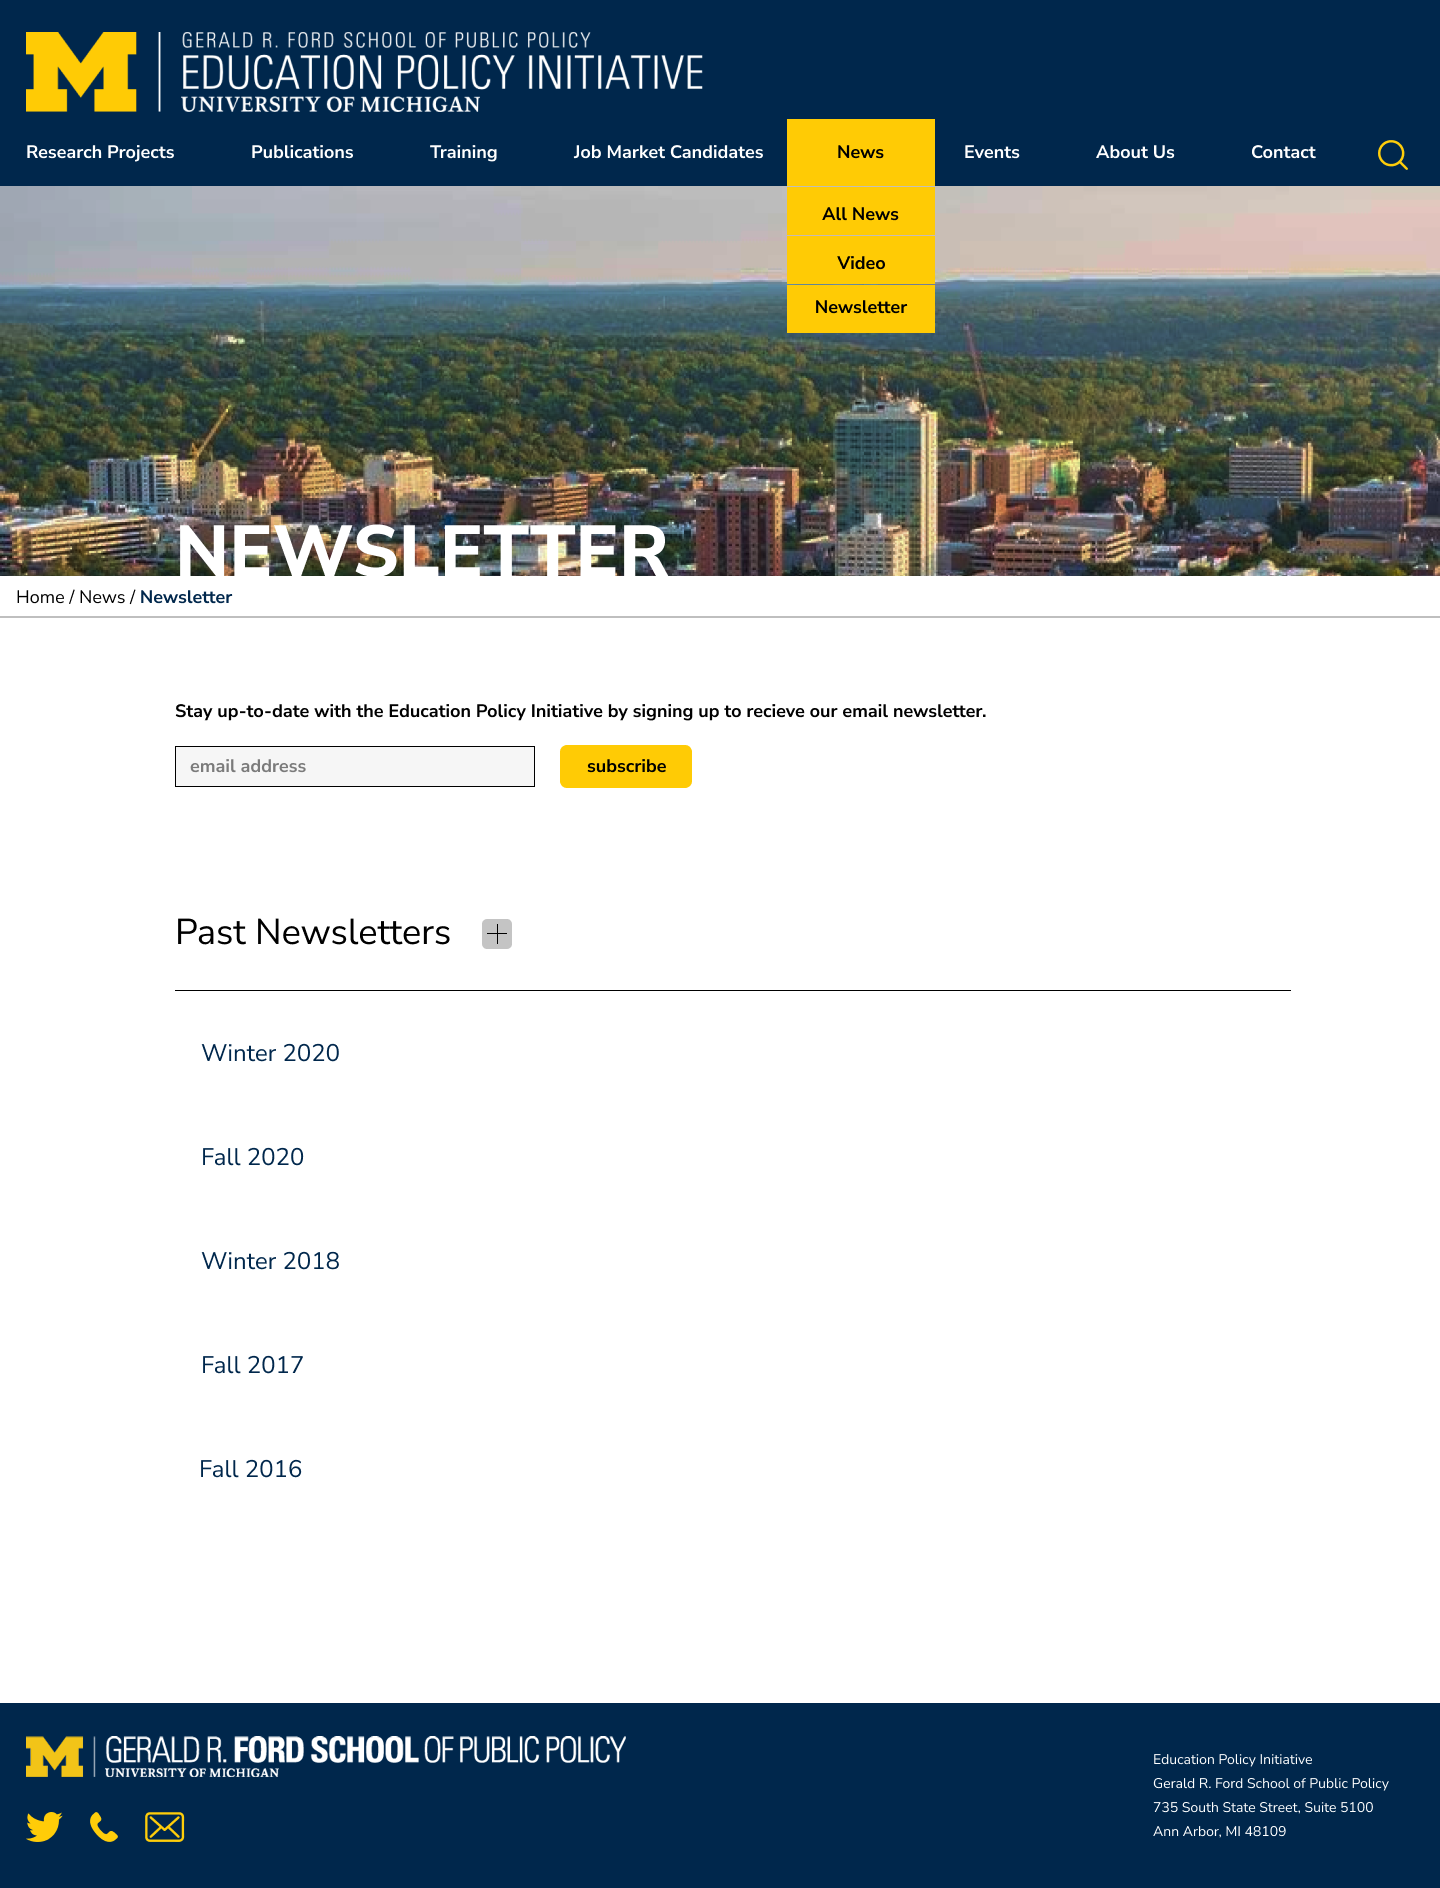 GERALD R. FORD SCHOOL OF PUBLIC POLICY
EDUCATION POLICY INITIATIVE
UNIVERSITY OF MICHIGAN
Research Projects Publications Training Job Market Candidates News Events About Us Contact
All News
Video
Newsletter
NEWSLETTER
Home / News / Newsletter
Stay up-to-date with the Education Policy Initiative by signing up to recieve our email newsletter.
email address subscribe
Past Newsletters
Winter 2020
Fall 2020
Winter 2018
Fall 2017
Fall 2016
M GERALD R. FORD SCHOOL OF PUBLIC POLICY
UNIVERSITY OF MICHIGAN
Education Policy Initiative
Gerald R. Ford School of Public Policy
735 South State Street, Suite 5100
Ann Arbor, MI 48109